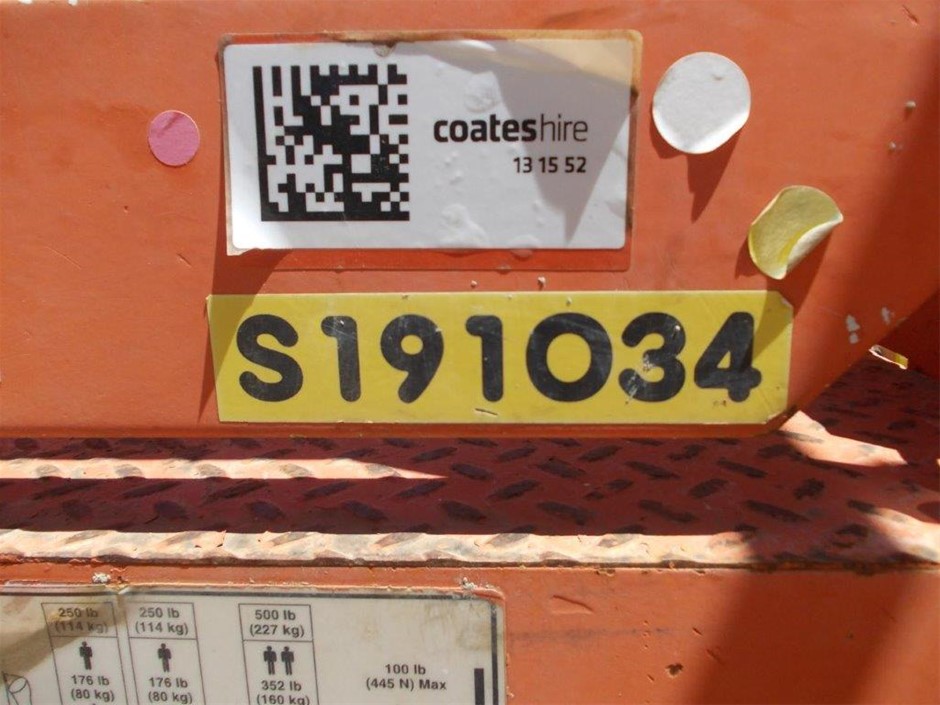 coateshire
13 15 52
S191034
250 lb 250 lb 500 lb
(114 kg) (114 kg) (227 kg)
176 lb 176 lb 352 lb 100 lb
(80 kg) (80 kg) (160 kg) (445 N) Max